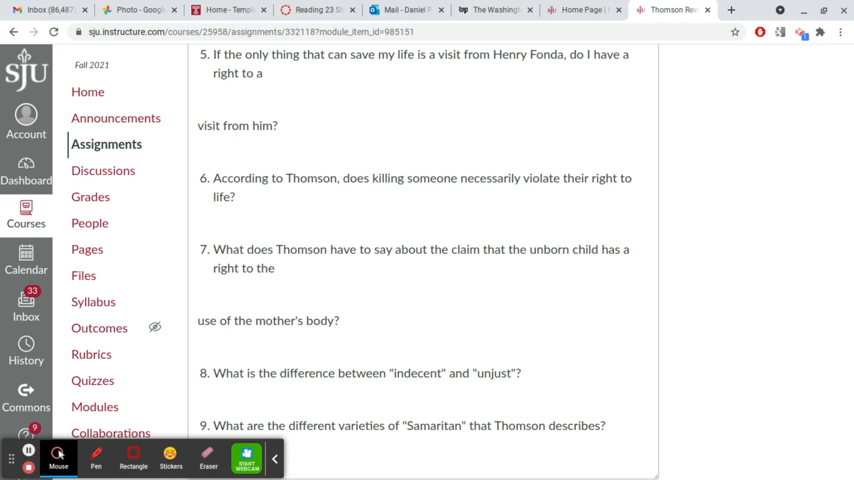 Inbox (86,487)
Photo - Google
Home - Temple
Reading 23 St
Mail - Daniel P
The Washington
Home Page |
Thomson Rev
sju.instructure.com/courses/25958/assignments/332118?module_item_id=985151
SJU
Fall 2021
Account
Dashboard
Courses
Calendar
33
Inbox
History
Commons
9
Home
Announcements
Assignments
Discussions
Grades
People
Pages
Files
Syllabus
Outcomes
Rubrics
Quizzes
Modules
Collaborations
5. If the only thing that can save my life is a visit from Henry Fonda, do I have a
right to a
visit from him?
6. According to Thomson, does killing someone necessarily violate their right to
life?
7. What does Thomson have to say about the claim that the unborn child has a
right to the
use of the mother's body?
8. What is the difference between "indecent" and "unjust"?
9. What are the different varieties of "Samaritan" that Thomson describes?
Mouse
Pen
Rectangle
Stickers
Eraser
START
WEBCAM